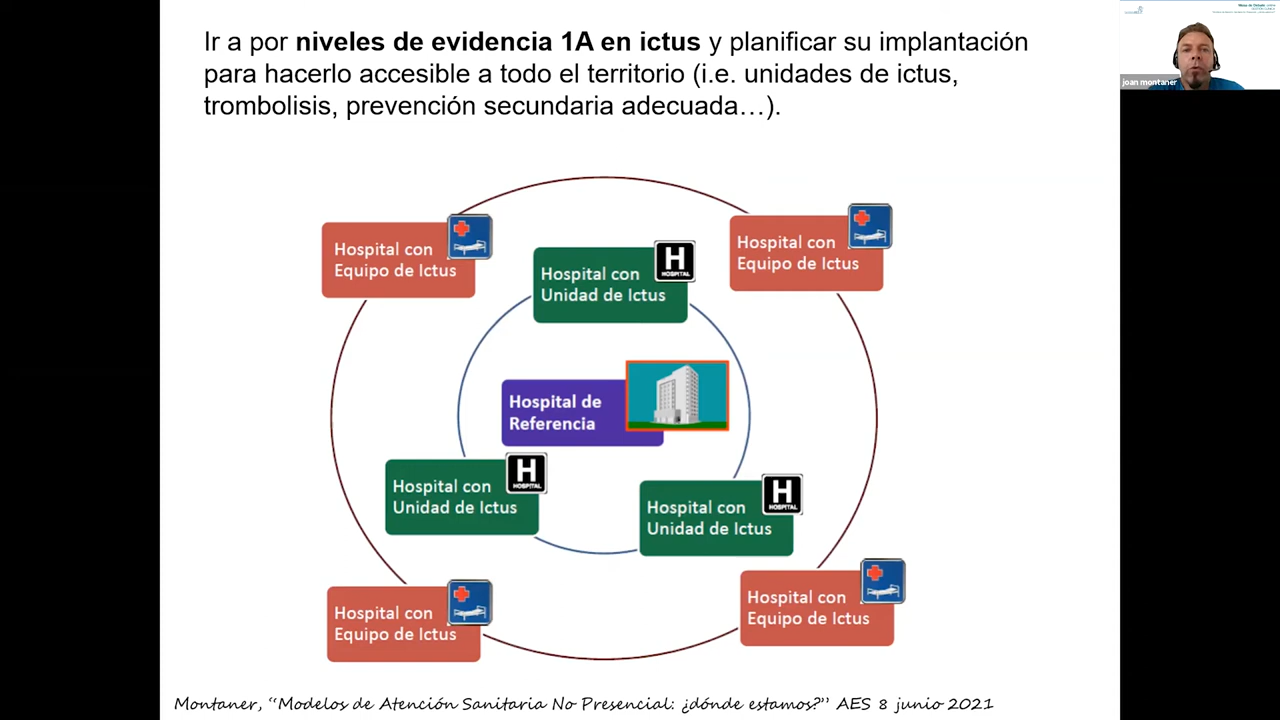 Ir a por niveles de evidencia 1A en ictus y planificar su implantación
para hacerlo accesible a todo el territorio (i.e. unidades de ictus,
trombolisis, prevención secundaria adecuada…).
joan montaner
Hospital con
Equipo de Ictus
Hospital con
Equipo de Ictus
H
HOSPITAL
Hospital con
Unidad de Ictus
Hospital de
Referencia
H
HOSPITAL
Hospital con
Unidad de Ictus
H
HOSPITAL
Hospital con
Unidad de Ictus
Hospital con
Equipo de Ictus
Hospital con
Equipo de Ictus
Montaner, “Modelos de Atención Sanitaria No Presencial: ¿dónde estamos?” AES 8 junio 2021